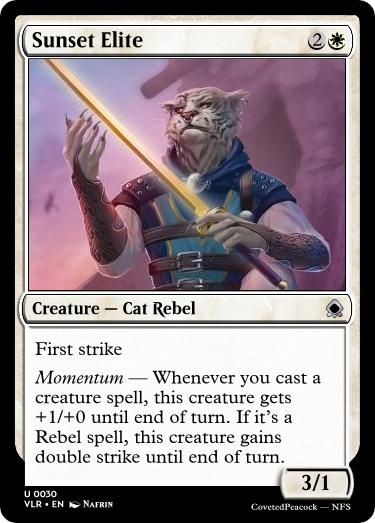 Sunset Elite 2
Creature — Cat Rebel
First strike
Momentum — Whenever you cast a
creature spell, this creature gets
+1/+0 until end of turn. If it's a
Rebel spell, this creature gains
double strike until end of turn.
3/1
U 0030
VLR • EN Nafrin
CovetedPeacock — NFS